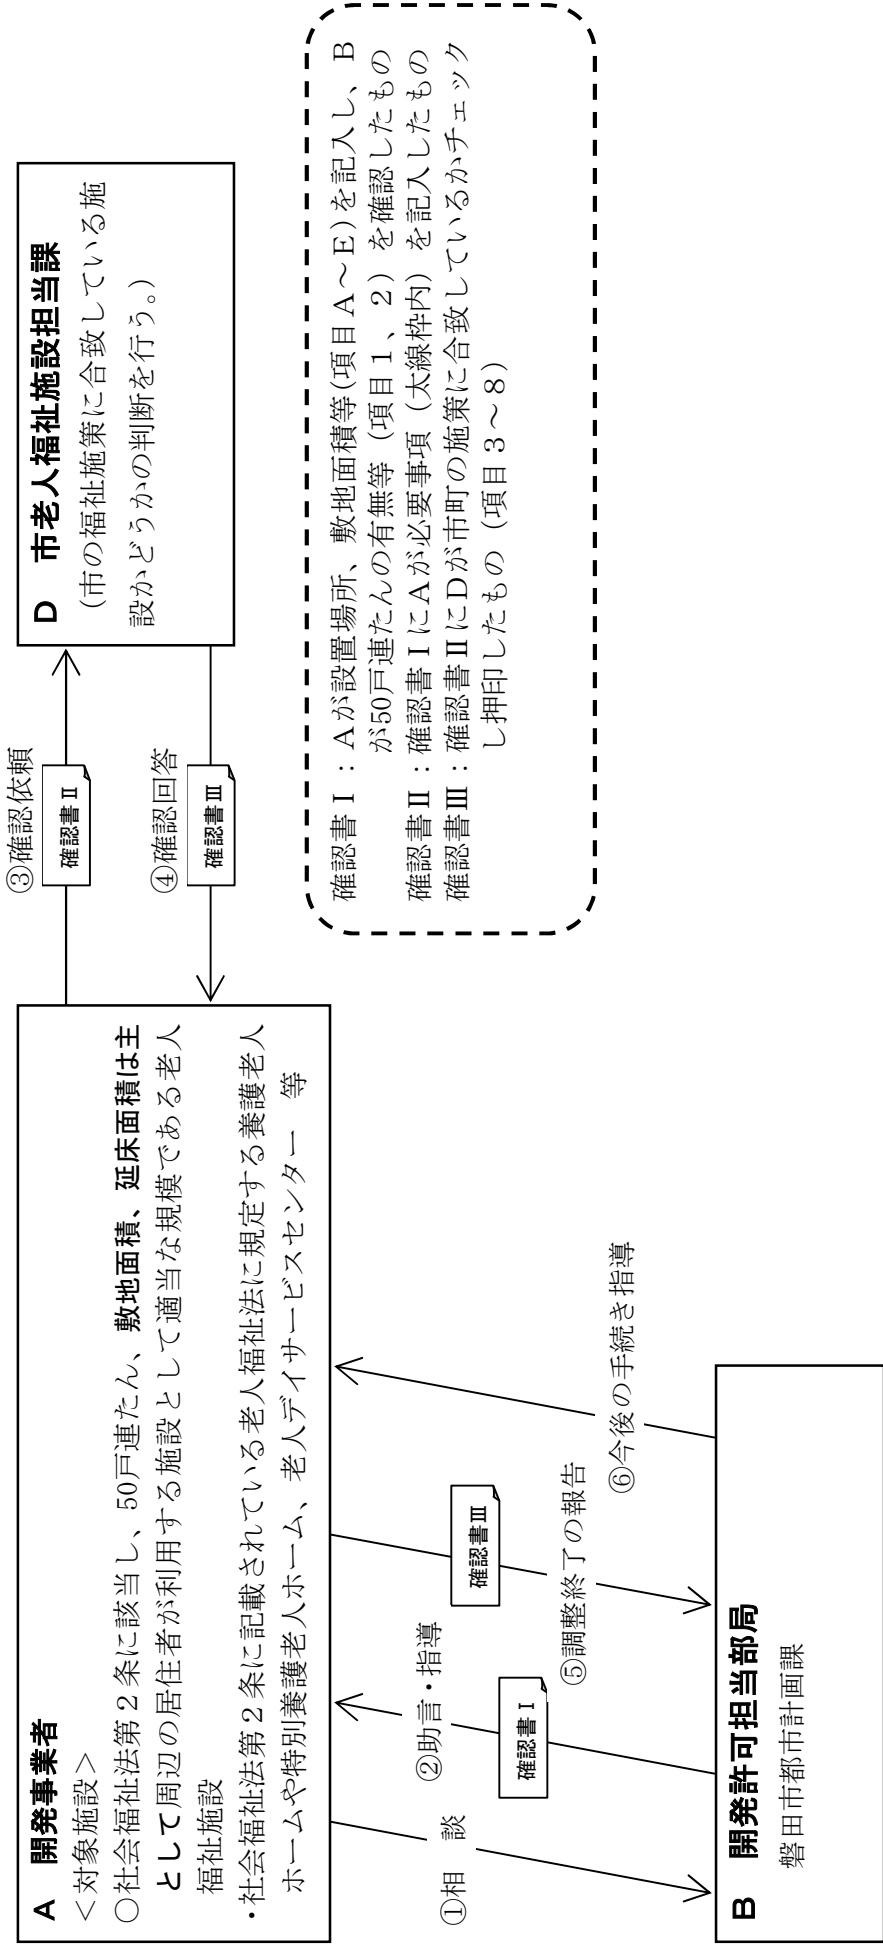 A　開発事業者
＜対象施設＞
○社会福祉法第２条に該当し、50戸連たん、敷地面積、延床面積は主
として周辺の居住者が利用する施設として適当な規模である老人
福祉施設
・社会福祉法第２条に記載されている老人福祉法に規定する養護老人
ホームや特別養護老人ホーム、老人デイサービスセンター　等
③確認依頼
確認書Ⅱ
④確認回答
確認書Ⅲ
D　市老人福祉施設担当課
(市の福祉施策に合致している施
設かどうかの判断を行う。)
①相　談
②助言・指導
確認書Ⅰ
確認書Ⅲ
⑤調整終了の報告
⑥今後の手続き指導
B　開発許可担当部局
磐田市都市計画課
確認書Ⅰ：Ａが設置場所、敷地面積等(項目Ａ～Ｅ)を記入し、Ｂ
が50戸連たんの有無等（項目１、２）を確認したもの
確認書Ⅱ：確認書ⅠにＡが必要事項（太線枠内）を記入したもの
確認書Ⅲ：確認書ⅡにＤが市町の施策に合致しているかチェック
し押印したもの（項目３～８）